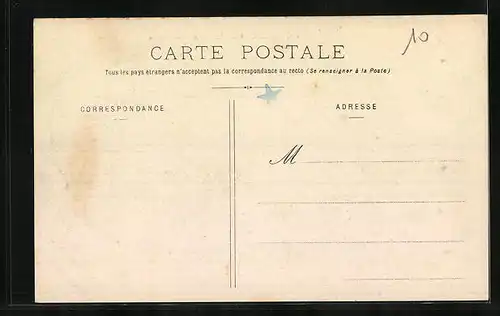 10
CARTE POSTALE
Tous les pays étrangers n'acceptent pas la correspondance au recto (Se renseigner à la Poste)
CORRESPONDANCE
ADRESSE
M